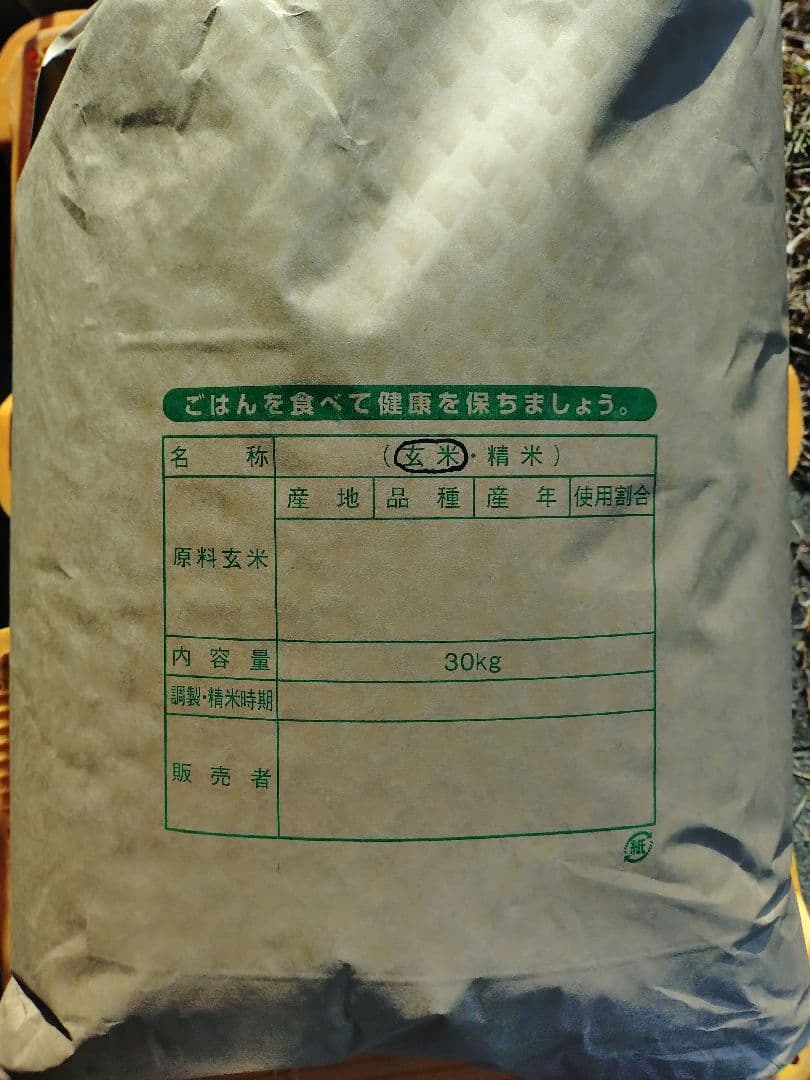 ごはんを食べて健康を保ちましょう。
名称 （玄米・精米）
産地 品種 産年 使用割合
原料玄米
内容量 30kg
調製・精米時期
販売者
紙